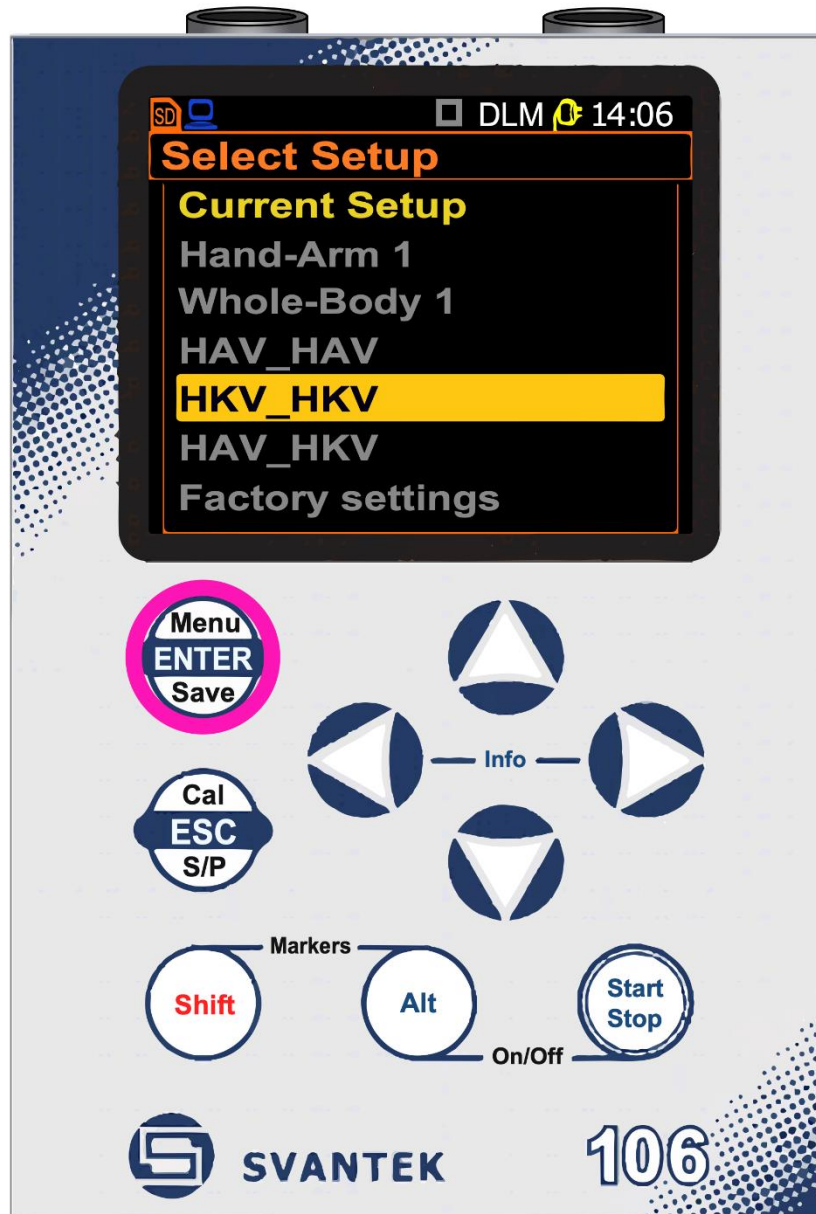 SD DLM 14:06
Select Setup
Current Setup
Hand-Arm 1
Whole-Body 1
HAV_HAV
HKV_HKV
HAV_HKV
Factory settings
Menu
ENTER
Save
Info
Cal
ESC
S/P
Markers
Shift
Alt
Start
Stop
On/Off
SVANTEK
106